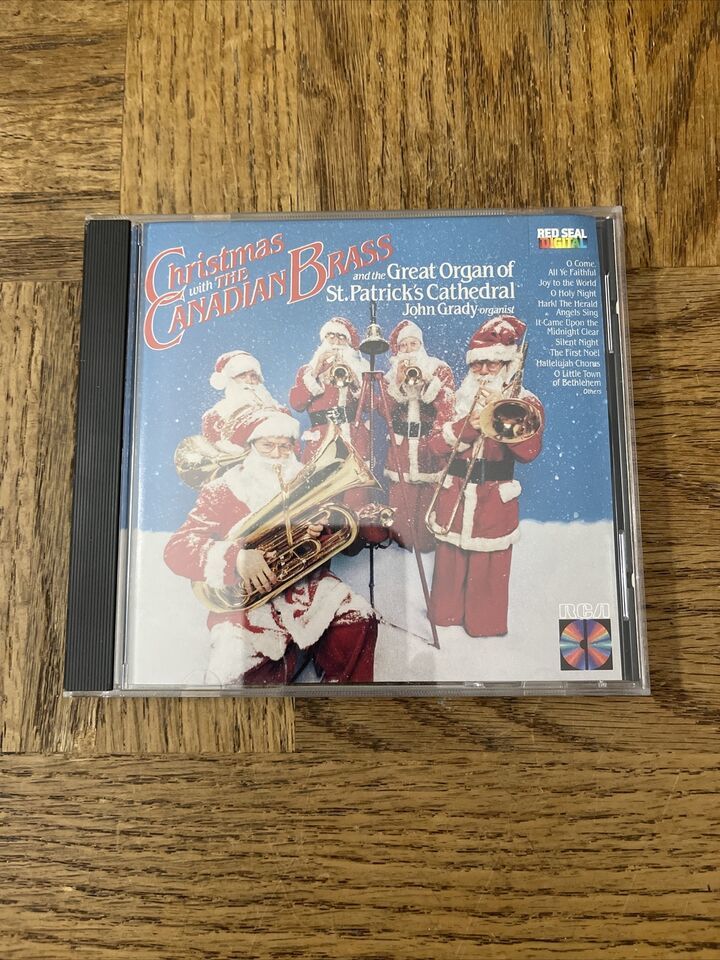 Christmas
with THE
CANADIAN BRASS
and the Great Organ of
St. Patrick's Cathedral
John Grady-organist
RED SEAL
DIGITAL
O Come,
All Ye Faithful
Joy to the World
O Holy Night
Hark! The Herald
Angels Sing
It Came Upon the
Midnight Clear
Silent Night
The First Noël
Hallelujah Chorus
O Little Town
of Bethlehem
Others
RCA